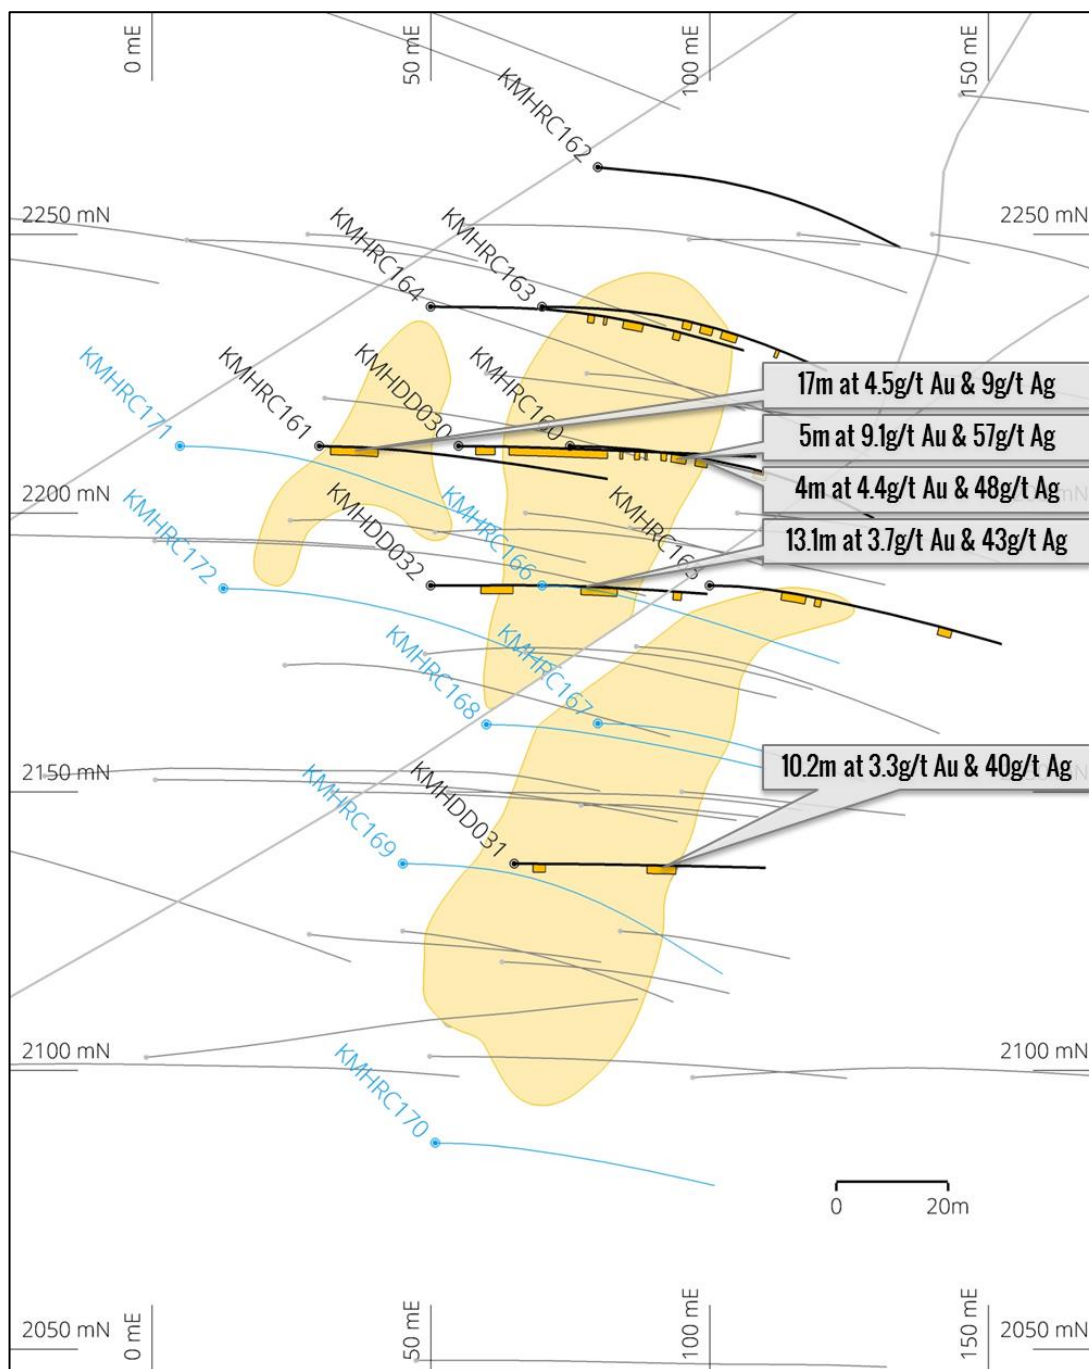 0 mE
50 mE
100 mE
150 mE
KMHRC162
2250 mN
2250 mN
KMHRC164
KMHRC163
KMHRC171
KMHRC161
KMHDD030
KMHRC160
17m at 4.5g/t Au & 9g/t Ag
5m at 9.1g/t Au & 57g/t Ag
4m at 4.4g/t Au & 48g/t Ag
2200 mN
13.1m at 3.7g/t Au & 43g/t Ag
KMHRC172
KMHDD032
KMHRC166
KMHRC168
KMHRC167
2150 mN
10.2m at 3.3g/t Au & 40g/t Ag
KMHRC169
KMHDD031
2100 mN
2100 mN
KMHRC170
0
20m
2050 mN
2050 mN
0 mE
50 mE
100 mE
150 mE